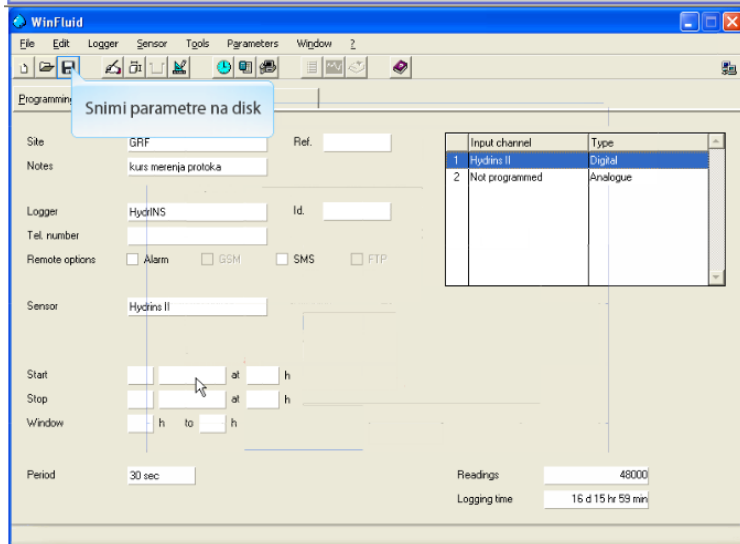 WinFluid
File Edit Logger Sensor Tools Parameters Window ?
Programming
Snimi parametre na disk
Site GRF Ref.
Notes kurs merenja protoka
Logger HydrINS Id.
Tel. number
Remote options Alarm GSM SMS FTP
Sensor Hydrins II
Start at h
Stop at h
Window h to h
Period 30 sec
Input channel Type
1 Hydrins II Digital
2 Not programmed Analogue
Readings 48000
Logging time 16 d 15 hr 59 min